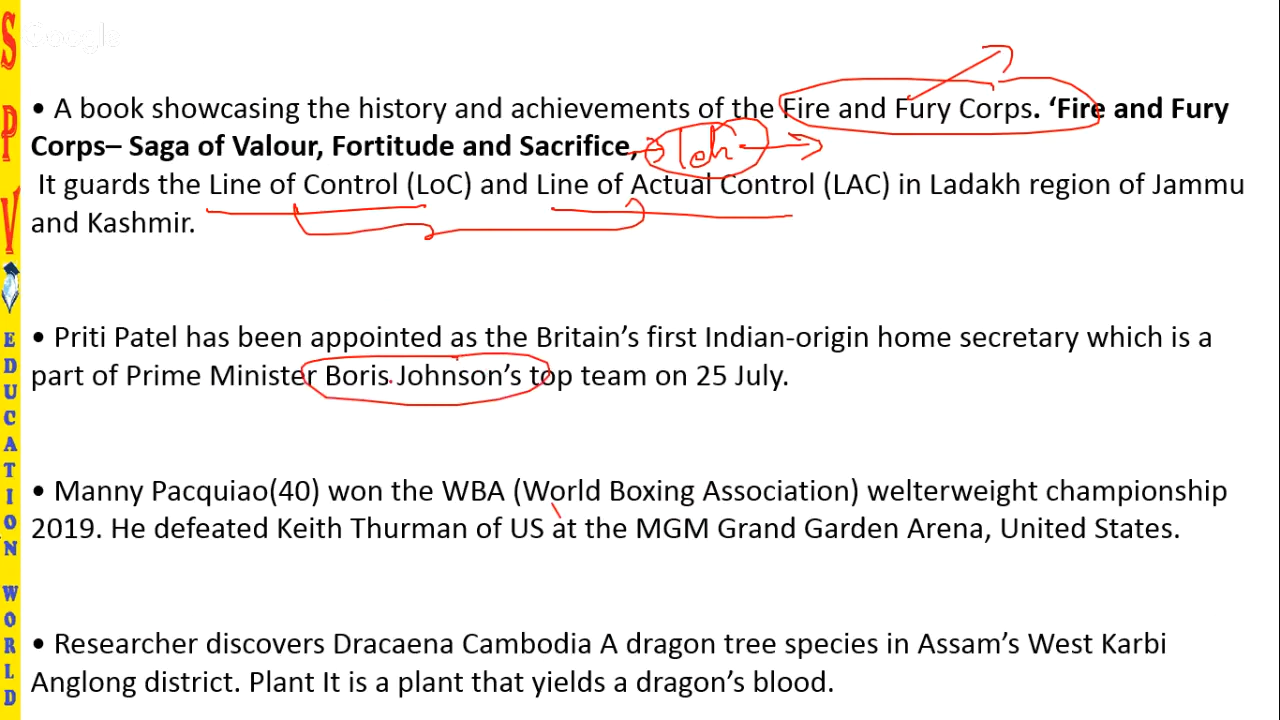 SPV EDUCATION WORLD
Google
• A book showcasing the history and achievements of the Fire and Fury Corps. ‘Fire and Fury
Corps– Saga of Valour, Fortitude and Sacrifice,
It guards the Line of Control (LoC) and Line of Actual Control (LAC) in Ladakh region of Jammu
and Kashmir.
• Priti Patel has been appointed as the Britain’s first Indian-origin home secretary which is a
part of Prime Minister Boris Johnson’s top team on 25 July.
• Manny Pacquiao(40) won the WBA (World Boxing Association) welterweight championship
2019. He defeated Keith Thurman of US at the MGM Grand Garden Arena, United States.
• Researcher discovers Dracaena Cambodia A dragon tree species in Assam’s West Karbi
Anglong district. Plant It is a plant that yields a dragon’s blood.